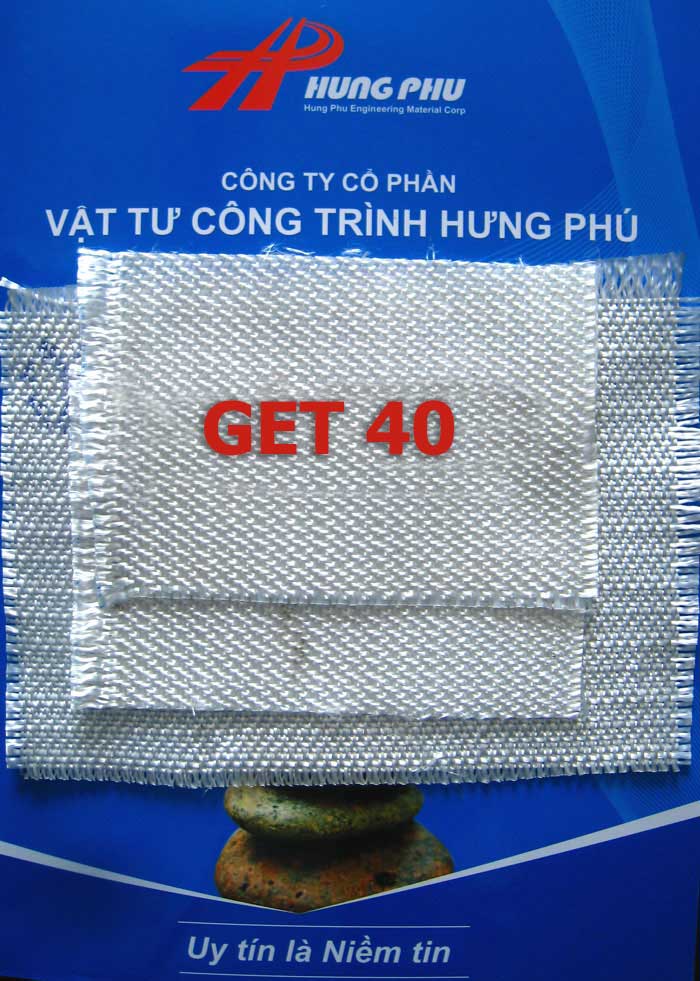 HUNG PHU
Hung Phu Engineering Material Corp
CÔNG TY CỔ PHẦN
VẬT TƯ CÔNG TRÌNH HƯNG PHÚ
GET 40
Uy tín là Niềm tin